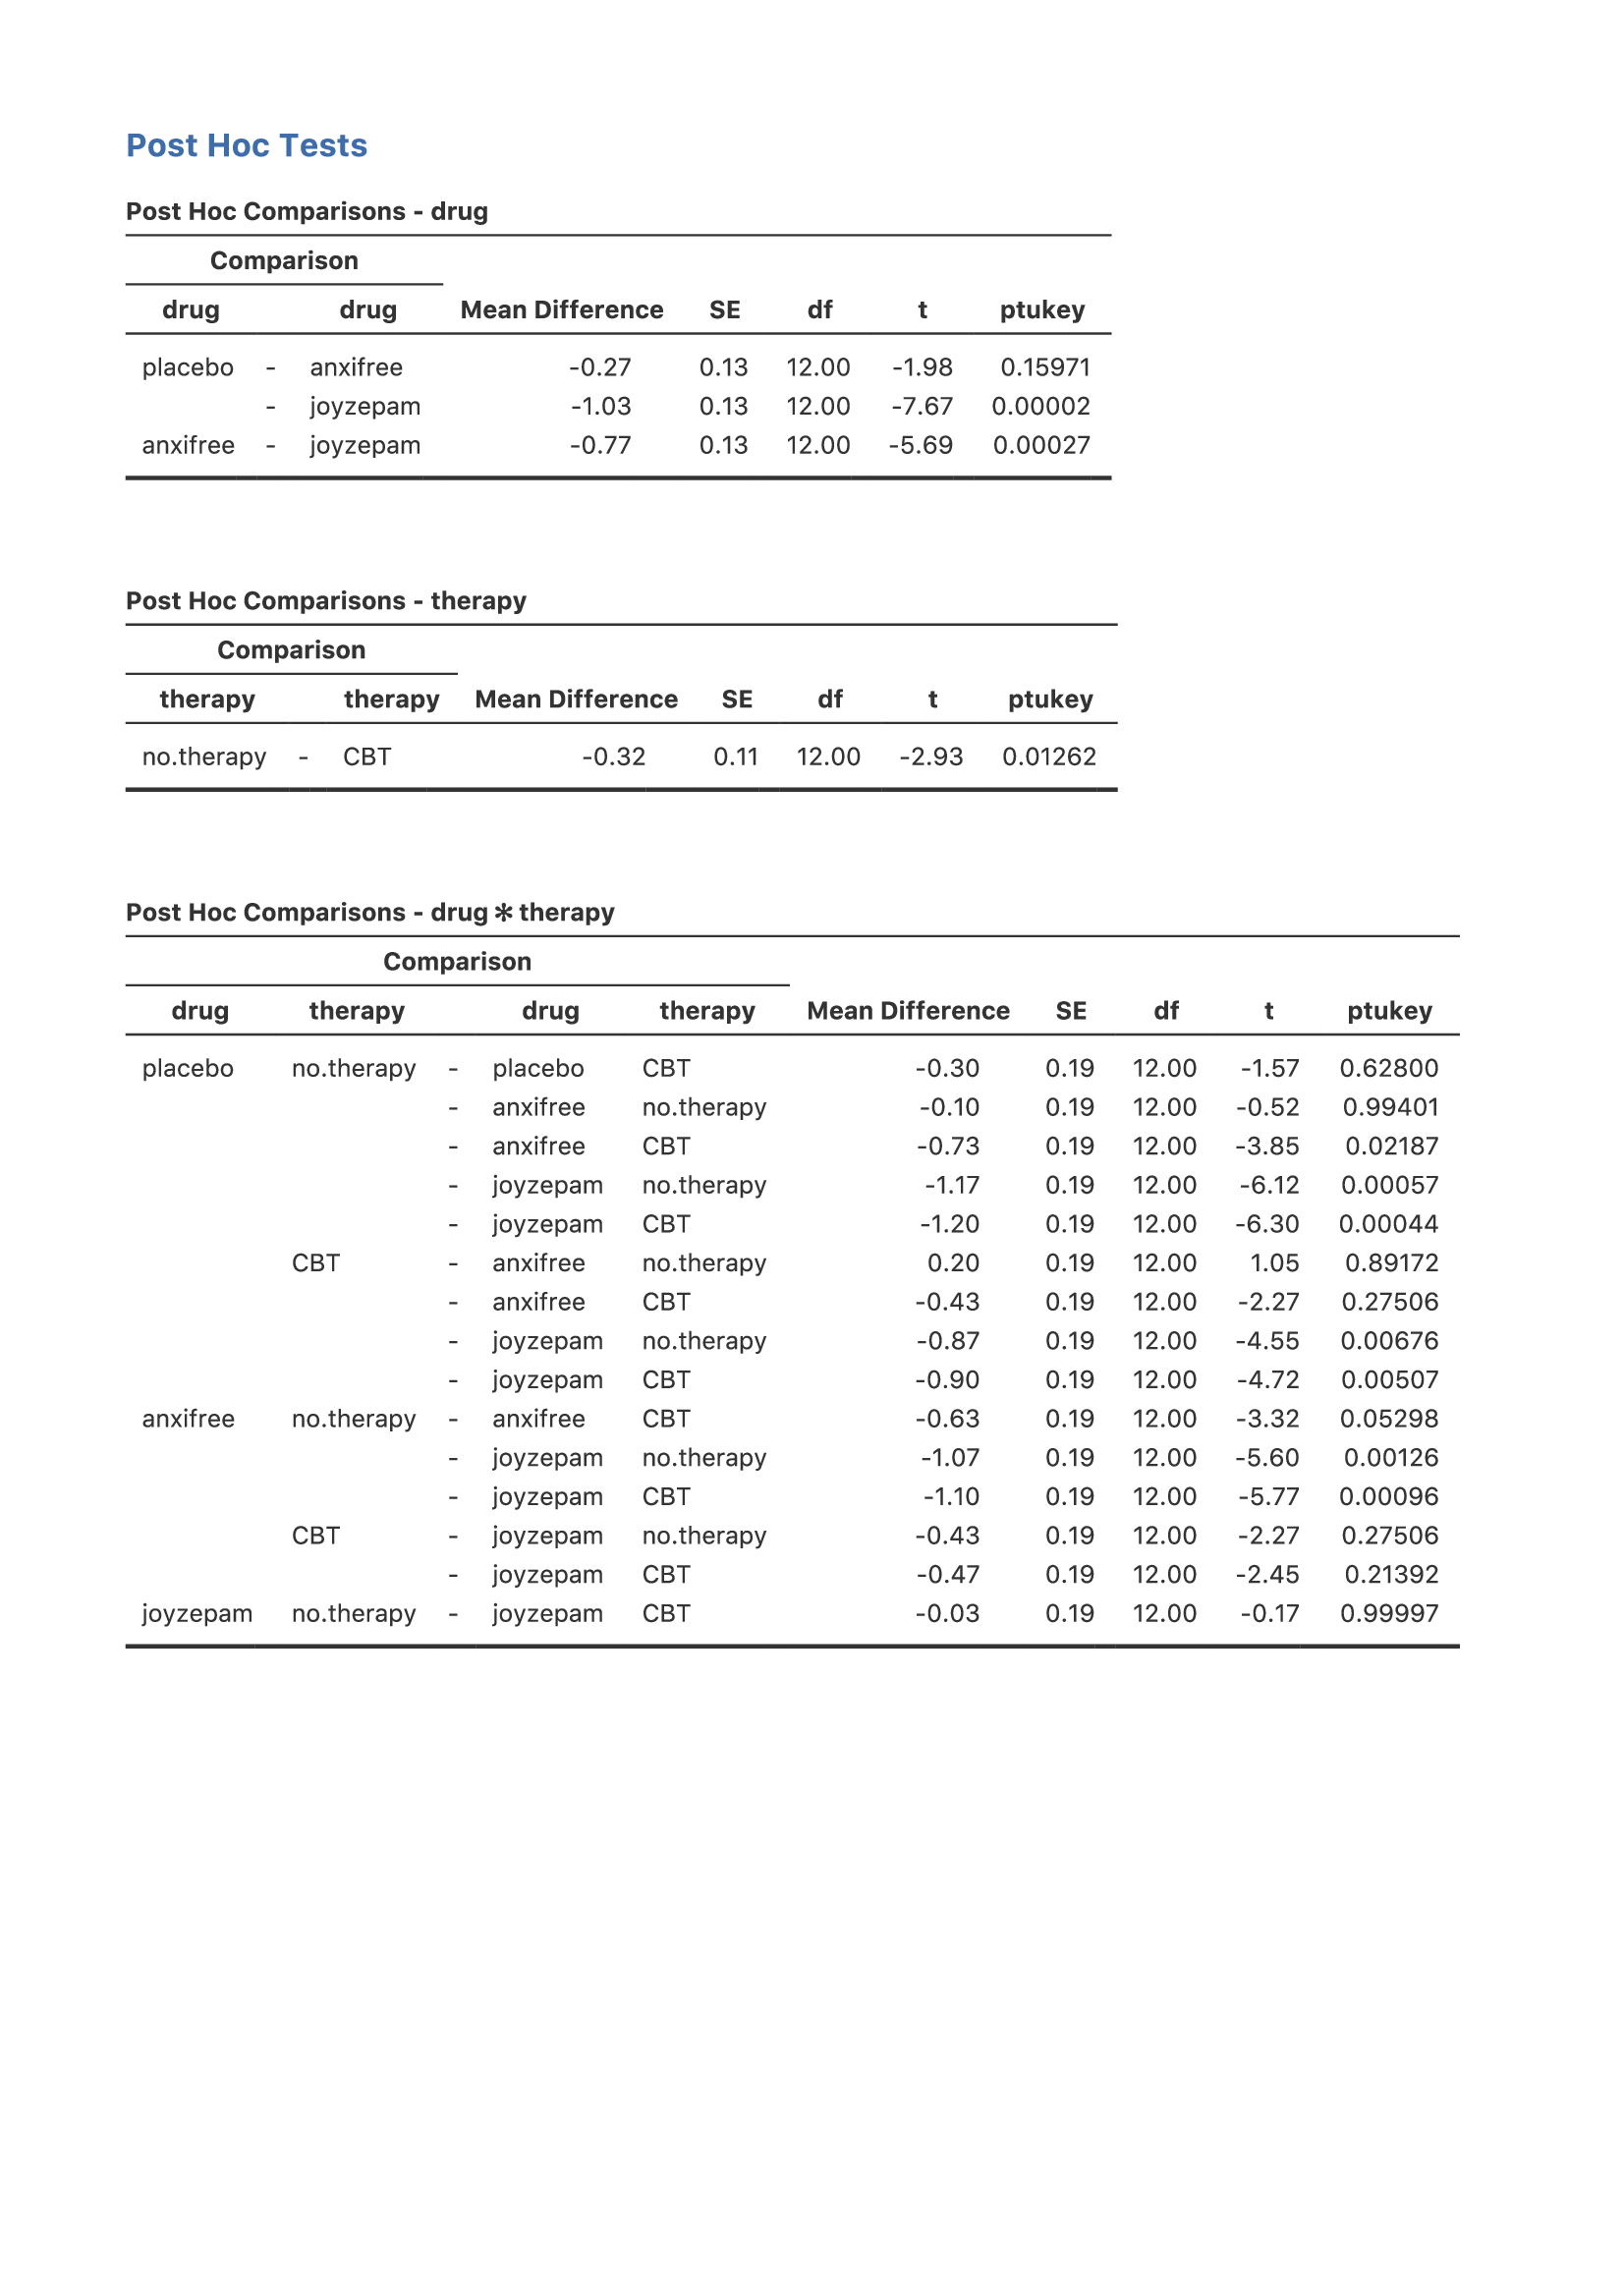 Post Hoc Tests
Post Hoc Comparisons - drug
Comparison
drug drug Mean Difference SE df t ptukey
placebo - anxifree -0.27 0.13 12.00 -1.98 0.15971
- joyzepam -1.03 0.13 12.00 -7.67 0.00002
anxifree - joyzepam -0.77 0.13 12.00 -5.69 0.00027
Post Hoc Comparisons - therapy
Comparison
therapy therapy Mean Difference SE df t ptukey
no.therapy - CBT -0.32 0.11 12.00 -2.93 0.01262
Post Hoc Comparisons - drug ✻ therapy
Comparison
drug therapy drug therapy Mean Difference SE df t ptukey
placebo no.therapy - placebo CBT -0.30 0.19 12.00 -1.57 0.62800
- anxifree no.therapy -0.10 0.19 12.00 -0.52 0.99401
- anxifree CBT -0.73 0.19 12.00 -3.85 0.02187
- joyzepam no.therapy -1.17 0.19 12.00 -6.12 0.00057
- joyzepam CBT -1.20 0.19 12.00 -6.30 0.00044
CBT - anxifree no.therapy 0.20 0.19 12.00 1.05 0.89172
- anxifree CBT -0.43 0.19 12.00 -2.27 0.27506
- joyzepam no.therapy -0.87 0.19 12.00 -4.55 0.00676
- joyzepam CBT -0.90 0.19 12.00 -4.72 0.00507
anxifree no.therapy - anxifree CBT -0.63 0.19 12.00 -3.32 0.05298
- joyzepam no.therapy -1.07 0.19 12.00 -5.60 0.00126
- joyzepam CBT -1.10 0.19 12.00 -5.77 0.00096
CBT - joyzepam no.therapy -0.43 0.19 12.00 -2.27 0.27506
- joyzepam CBT -0.47 0.19 12.00 -2.45 0.21392
joyzepam no.therapy - joyzepam CBT -0.03 0.19 12.00 -0.17 0.99997